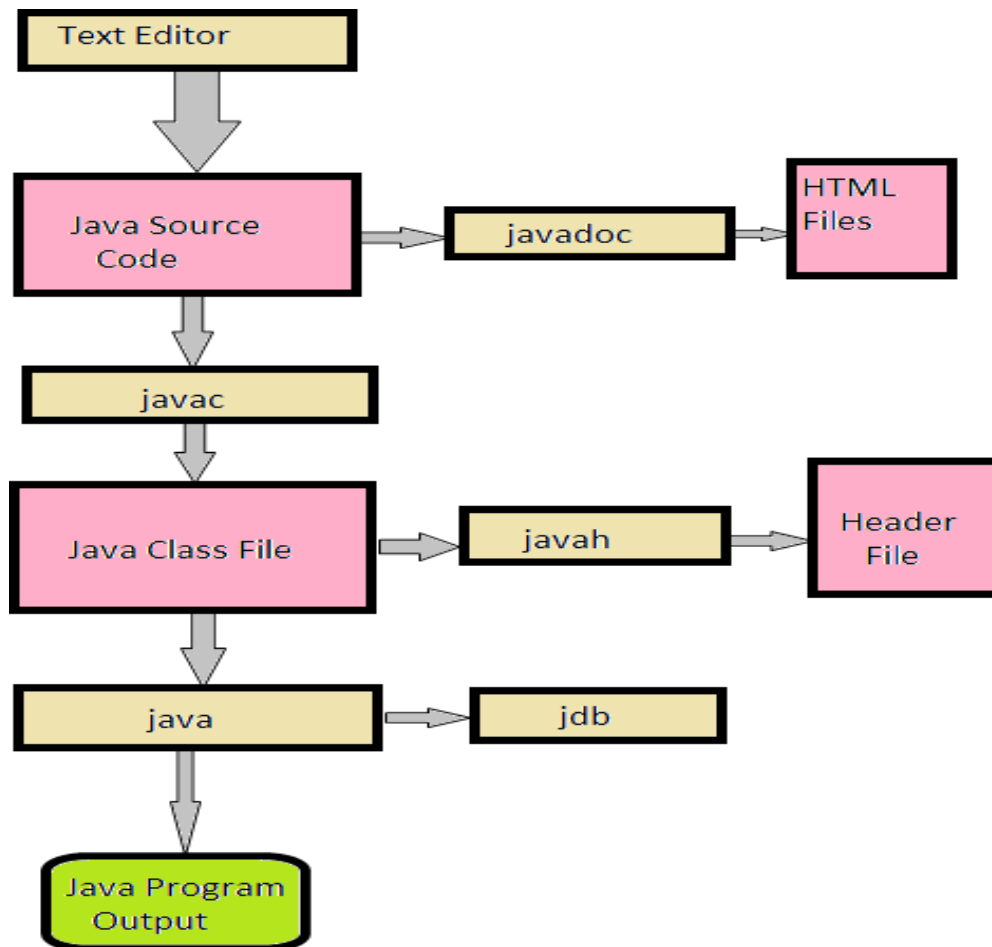 Text Editor
Java Source
Code
javadoc
HTML
Files
javac
Java Class File
javah
Header
File
java
jdb
Java Program
Output